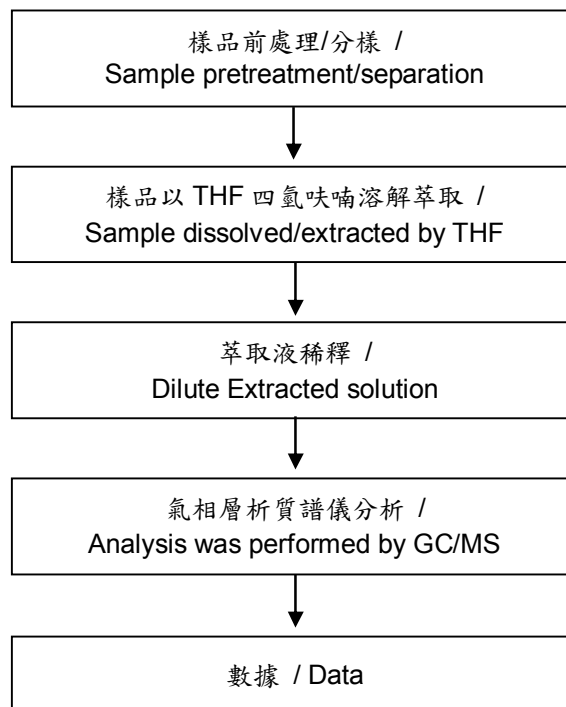 樣品前處理/分樣 /
Sample pretreatment/separation
樣品以 THF 四氫呋喃溶解萃取 /
Sample dissolved/extracted by THF
萃取液稀釋 /
Dilute Extracted solution
氣相層析質譜儀分析 /
Analysis was performed by GC/MS
數據 / Data